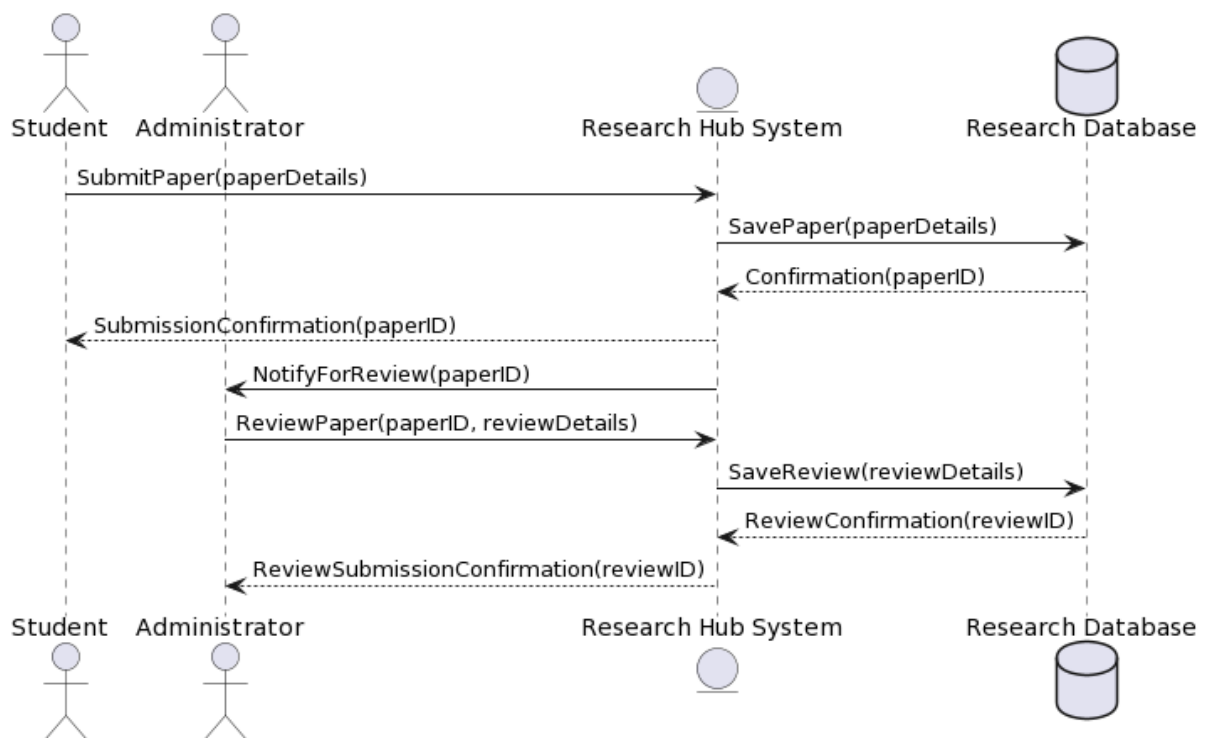 Student Administrator Research Hub System Research Database
SubmitPaper(paperDetails)
SavePaper(paperDetails)
Confirmation(paperID)
SubmissionConfirmation(paperID)
NotifyForReview(paperID)
ReviewPaper(paperID, reviewDetails)
SaveReview(reviewDetails)
ReviewConfirmation(reviewID)
ReviewSubmissionConfirmation(reviewID)
Student Administrator Research Hub System Research Database